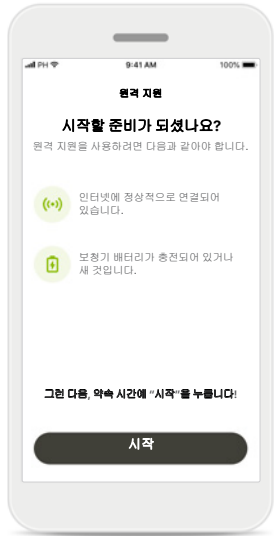 PH 9:41 AM 100%
원격 지원
시작할 준비가 되셨나요?
원격 지원을 사용하려면 다음과 같아야 합니다.
인터넷에 정상적으로 연결되어
있습니다.
보청기 배터리가 충전되어 있거나
새 것입니다.
그런 다음, 약속 시간에 “시작”을 누릅니다!
시작